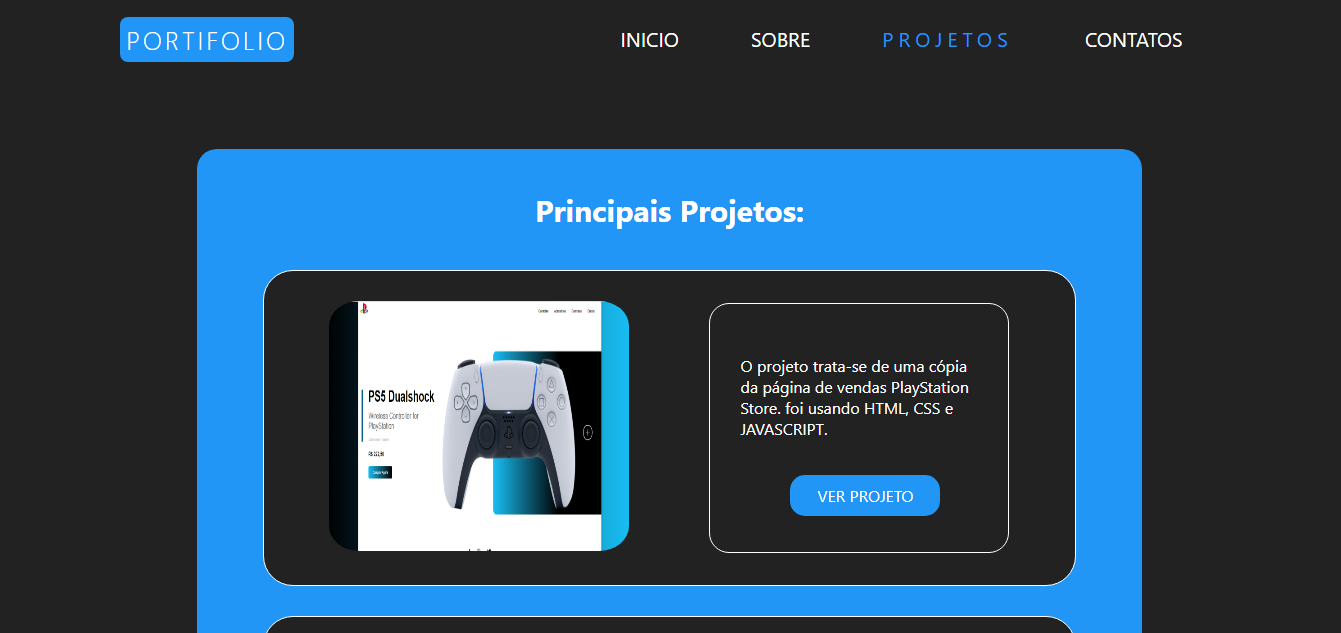 PORTIFOLIO
INICIO
SOBRE
PROJETOS
CONTATOS
Principais Projetos:
PS5 Dualshock
Wireless Controller for
PlayStation
O projeto trata-se de uma cópia
da página de vendas PlayStation
Store. foi usando HTML, CSS e
JAVASCRIPT.
VER PROJETO